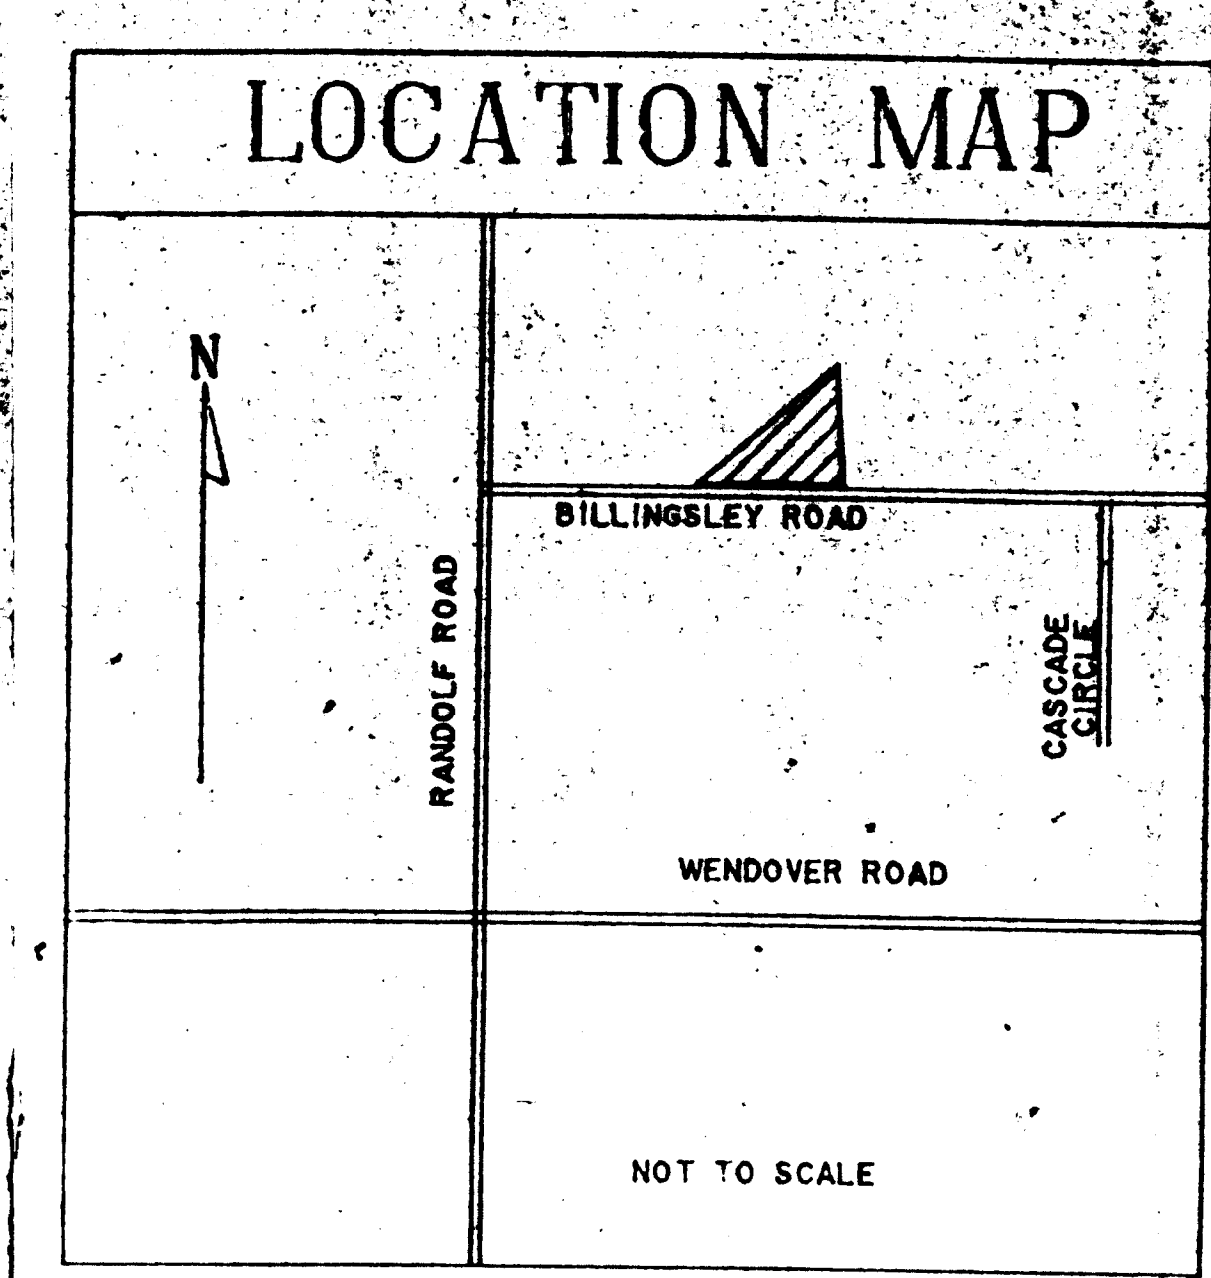 LOCATION MAP
N
BILLINGSLEY ROAD
RANDOLF ROAD
CASCADE
CIRCLE
WENDOVER ROAD
NOT TO SCALE